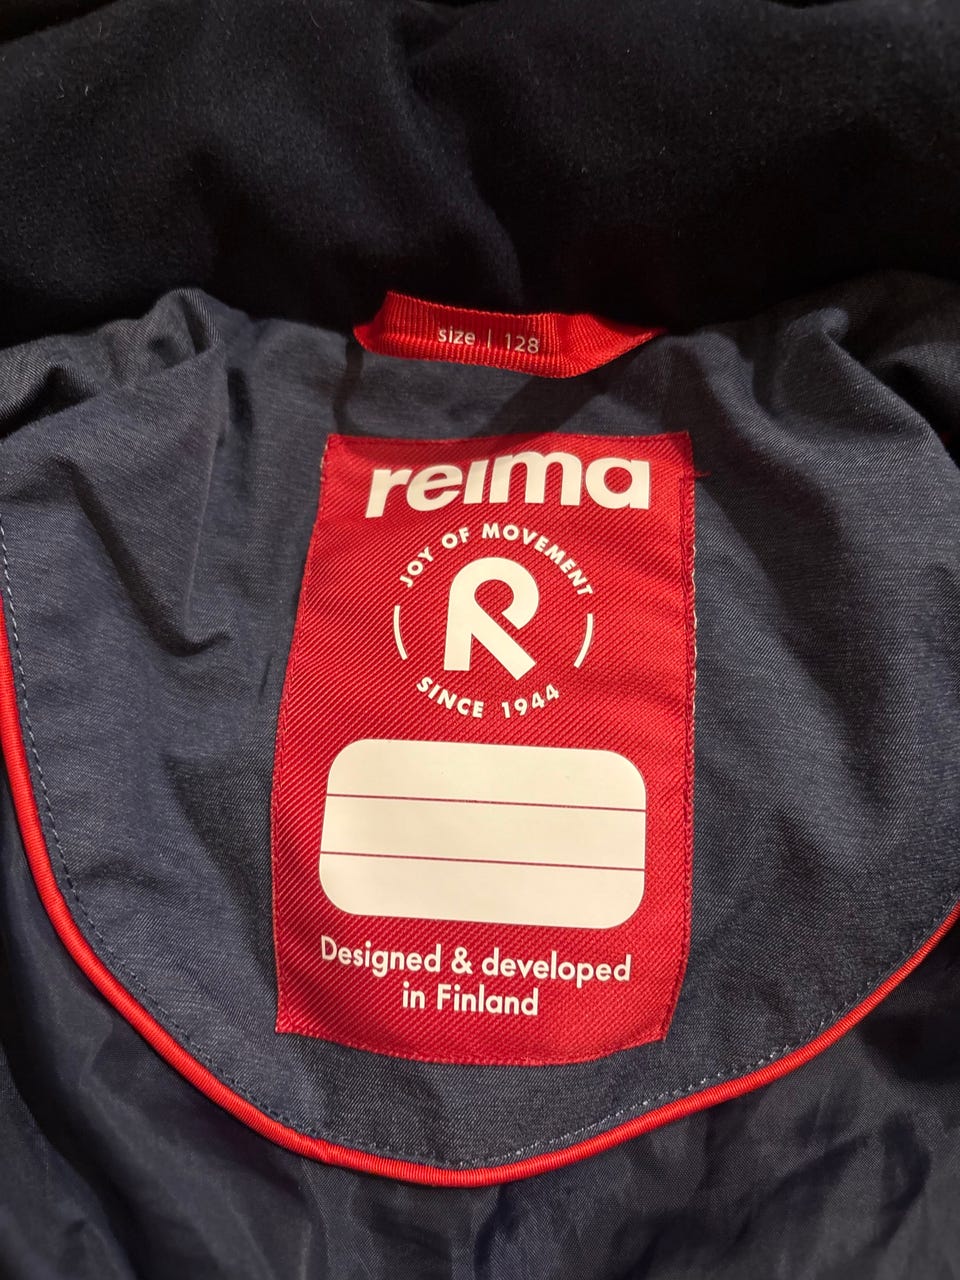 size | 128
reima
JOY OF MOVEMENT
R
SINCE 1944
Designed & developed
in Finland